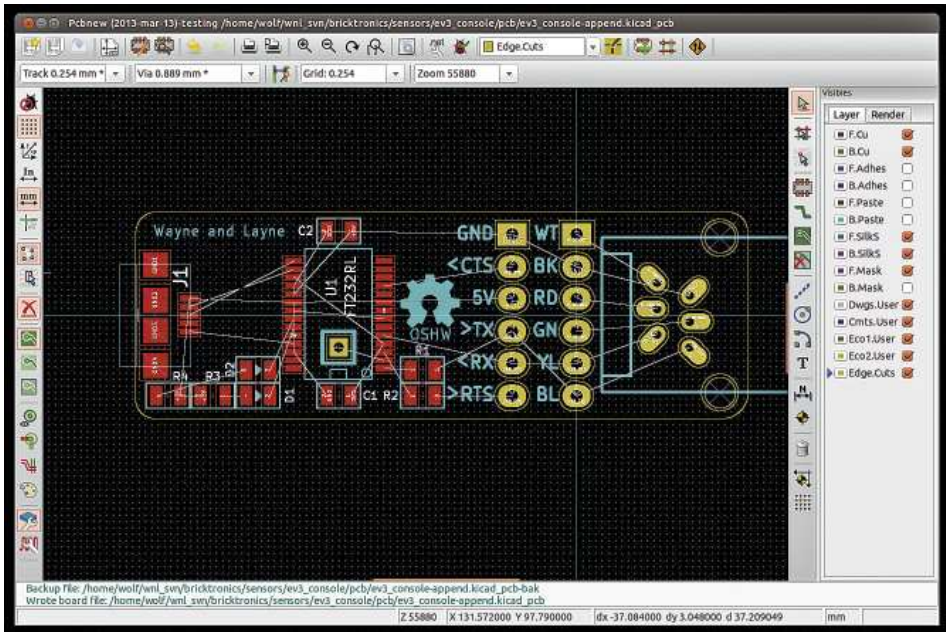 Pcbnew (2013-mar-13)-testing /home/wolf/wnl_svn/bricktronics/sensors/ev3_console/pcb/ev3_console-append.kicad_pcb
Edge.Cuts
Track 0.254 mm *
Via 0.889 mm *
Grid: 0.254
Zoom 55880
Visibles
Layer Render
F.Cu
B.Cu
F.Adhes
B.Adhes
F.Paste
B.Paste
F.SilkS
B.SilkS
F.Mask
B.Mask
Dwgs.User
Cmts.User
Eco1.User
Eco2.User
Edge.Cuts
In
mm
Wayne and Layne
C2
GND
WT
J1
U1
FT232RL
<CTS
BK
5V
RD
OSHW
>TX
GN
R1
<RX
YL
R4
R3
D2
D1
C1
R2
>RTS
BL
T
N
Backup file: /home/wolf/wnl_svn/bricktronics/sensors/ev3_console/pcb/ev3_console-append.kicad_pcb-bak
Wrote board file: /home/wolf/wnl_svn/bricktronics/sensors/ev3_console/pcb/ev3_console-append.kicad_pcb
Z 55880 X 131.572000 Y 97.790000 dx -37.084000 dy 3.048000 d 37.209049 mm